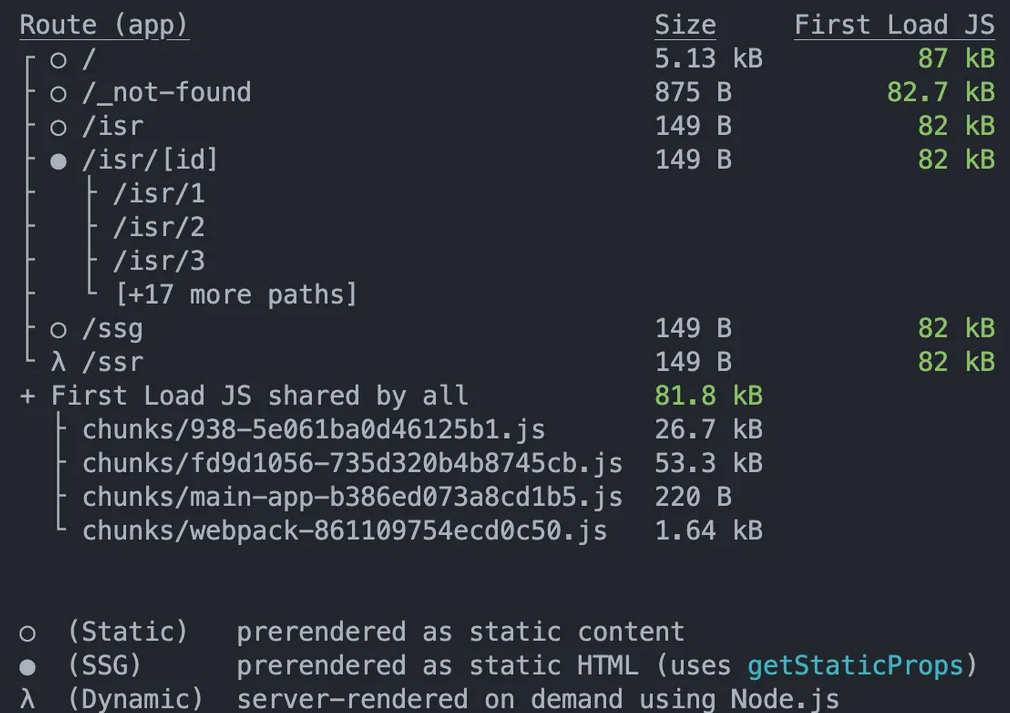 Route (app) Size First Load JS
┌ ○ / 5.13 kB 87 kB
├ ○ /_not-found 875 B 82.7 kB
├ ○ /isr 149 B 82 kB
├ ● /isr/[id] 149 B 82 kB
├ ├ /isr/1
├ ├ /isr/2
├ ├ /isr/3
├ └ [+17 more paths]
├ ○ /ssg 149 B 82 kB
└ λ /ssr 149 B 82 kB
+ First Load JS shared by all 81.8 kB
├ chunks/938-5e061ba0d46125b1.js 26.7 kB
├ chunks/fd9d1056-735d320b4b8745cb.js 53.3 kB
├ chunks/main-app-b386ed073a8cd1b5.js 220 B
└ chunks/webpack-861109754ecd0c50.js 1.64 kB
○ (Static) prerendered as static content
● (SSG) prerendered as static HTML (uses getStaticProps)
λ (Dynamic) server-rendered on demand using Node.js